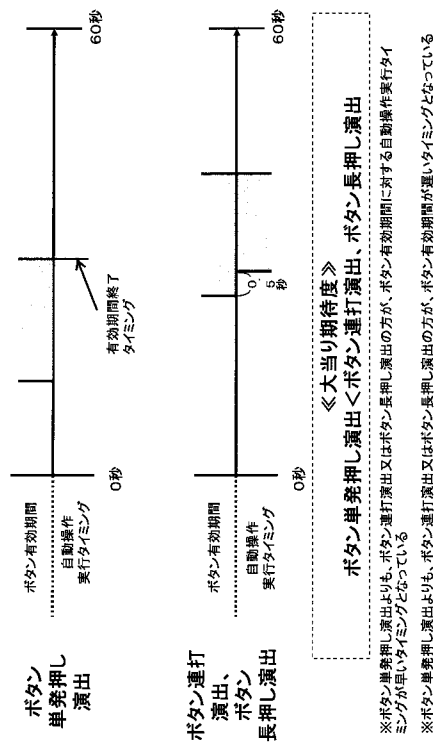 ボタン
単発押し
演出
ボタン有効期間
自動操作
実行タイミング
0秒
有効期間終了
タイミング
60秒
ボタン連打
演出、
ボタン
長押し演出
ボタン有効期間
自動操作
実行タイミング
0秒
0.5秒
60秒
≪大当り期待度≫
ボタン単発押し演出<ボタン連打演出、ボタン長押し演出
※ボタン単発押し演出よりも、ボタン連打演出又はボタン長押し演出の方が、ボタン有効期間に対する自動操作実行タイ
ミングが早いタイミングとなっている
※ボタン単発押し演出よりも、ボタン連打演出又はボタン長押し演出の方が、ボタン有効期間が遅いタイミングとなっている